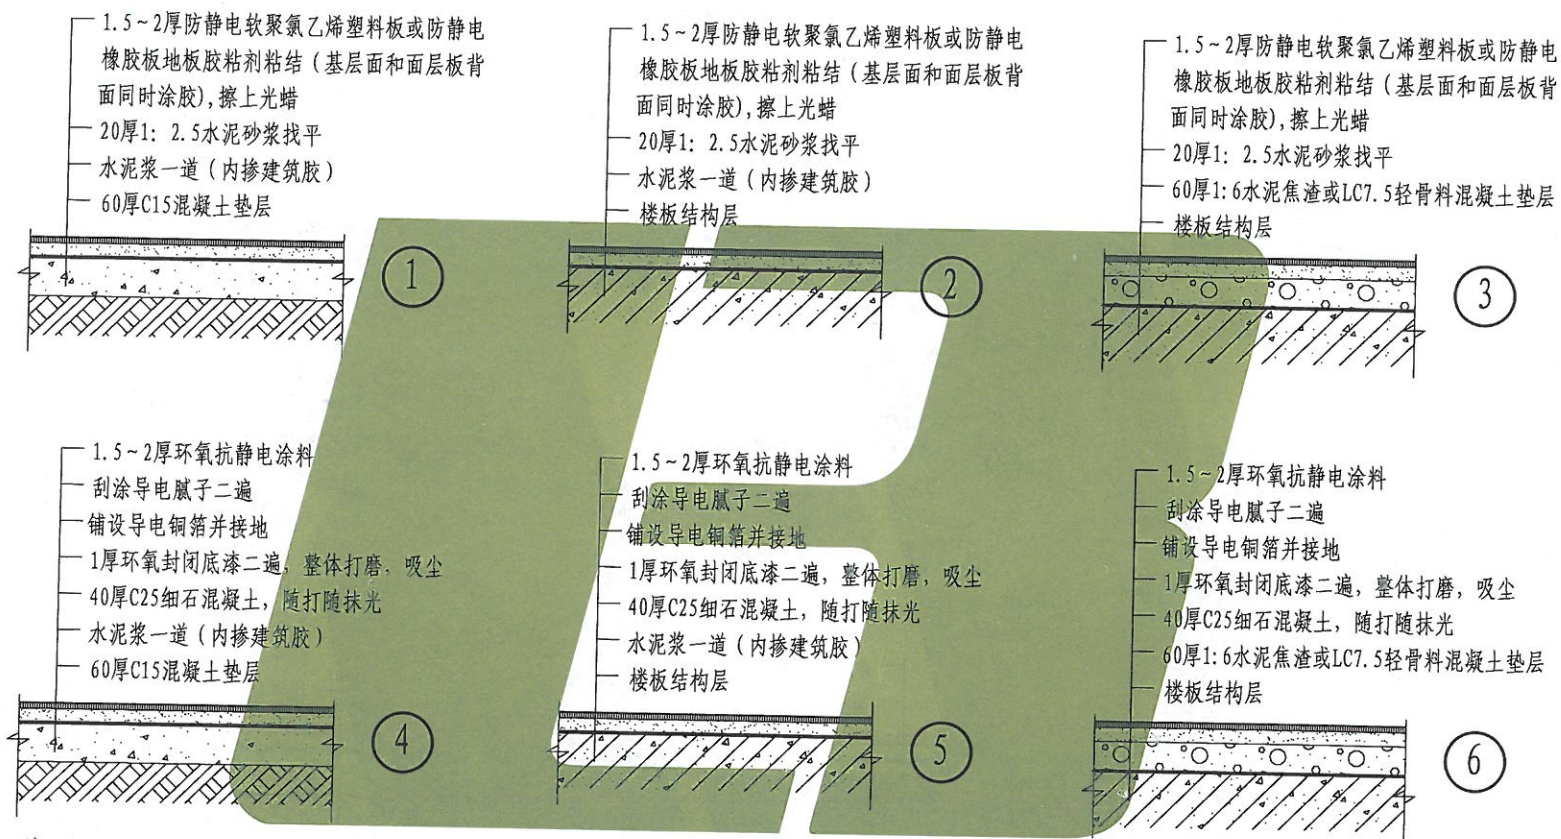 1.5~2厚防静电软聚氯乙烯塑料板或防静电
橡胶板地板胶粘剂粘结（基层面和面层板背
面同时涂胶），擦上光蜡
20厚1：2.5水泥砂浆找平
水泥浆一道（内掺建筑胶）
60厚C15混凝土垫层
1
1.5~2厚防静电软聚氯乙烯塑料板或防静电
橡胶板地板胶粘剂粘结（基层面和面层板背
面同时涂胶），擦上光蜡
20厚1：2.5水泥砂浆找平
水泥浆一道（内掺建筑胶）
楼板结构层
2
1.5~2厚防静电软聚氯乙烯塑料板或防静电
橡胶板地板胶粘剂粘结（基层面和面层板背
面同时涂胶），擦上光蜡
20厚1：2.5水泥砂浆找平
60厚1:6水泥焦渣或LC7.5轻骨料混凝土垫层
楼板结构层
3
1.5~2厚环氧抗静电涂料
刮涂导电腻子二遍
铺设导电铜箔并接地
1厚环氧封闭底漆二遍，整体打磨，吸尘
40厚C25细石混凝土，随打随抹光
水泥浆一道（内掺建筑胶）
60厚C15混凝土垫层
4
1.5~2厚环氧抗静电涂料
刮涂导电腻子二遍
铺设导电铜箔并接地
1厚环氧封闭底漆二遍，整体打磨，吸尘
40厚C25细石混凝土，随打随抹光
水泥浆一道（内掺建筑胶）
楼板结构层
5
1.5~2厚环氧抗静电涂料
刮涂导电腻子二遍
铺设导电铜箔并接地
1厚环氧封闭底漆二遍，整体打磨，吸尘
40厚C25细石混凝土，随打随抹光
60厚1:6水泥焦渣或LC7.5轻骨料混凝土垫层
楼板结构层
6